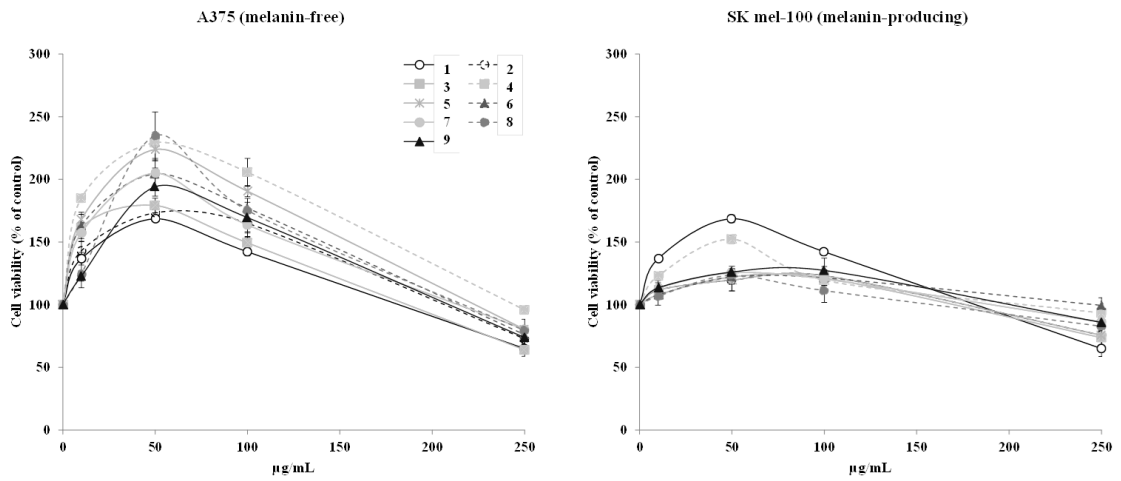 A375 (melanin-free)
SK mel-100 (melanin-producing)
300
250
200
150
100
50
0
Cell viability (% of control)
0 50 100 150 200 250
µg/mL
1 2
3 4
5 6
7 8
9
300
250
200
150
100
50
0
Cell viability (% of control)
0 50 100 150 200 250
µg/mL